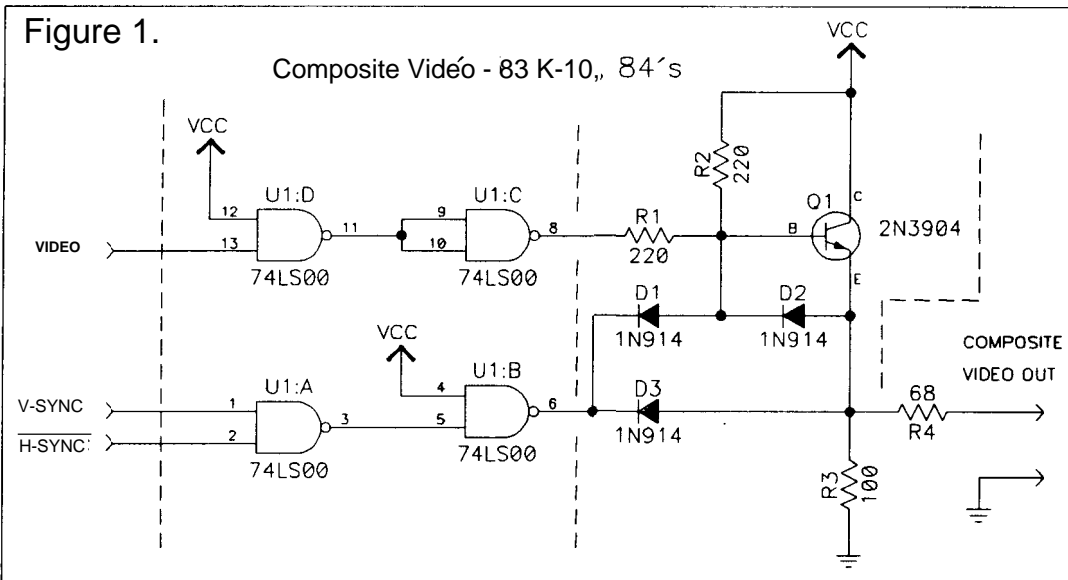 Figure 1.
Composite Video - 83 K-10,, 84's
VCC
VCC
U1:D
U1:C
12
13
11
9
10
8
VIDEO
74LS00
74LS00
R1
220
R2
220
Q1
C
B
E
2N3904
D1
1N914
D2
1N914
VCC
U1:A
U1:B
4
5
6
V-SYNC
H-SYNC
1
2
3
74LS00
74LS00
D3
1N914
COMPOSITE
VIDEO OUT
68
R4
R3
100